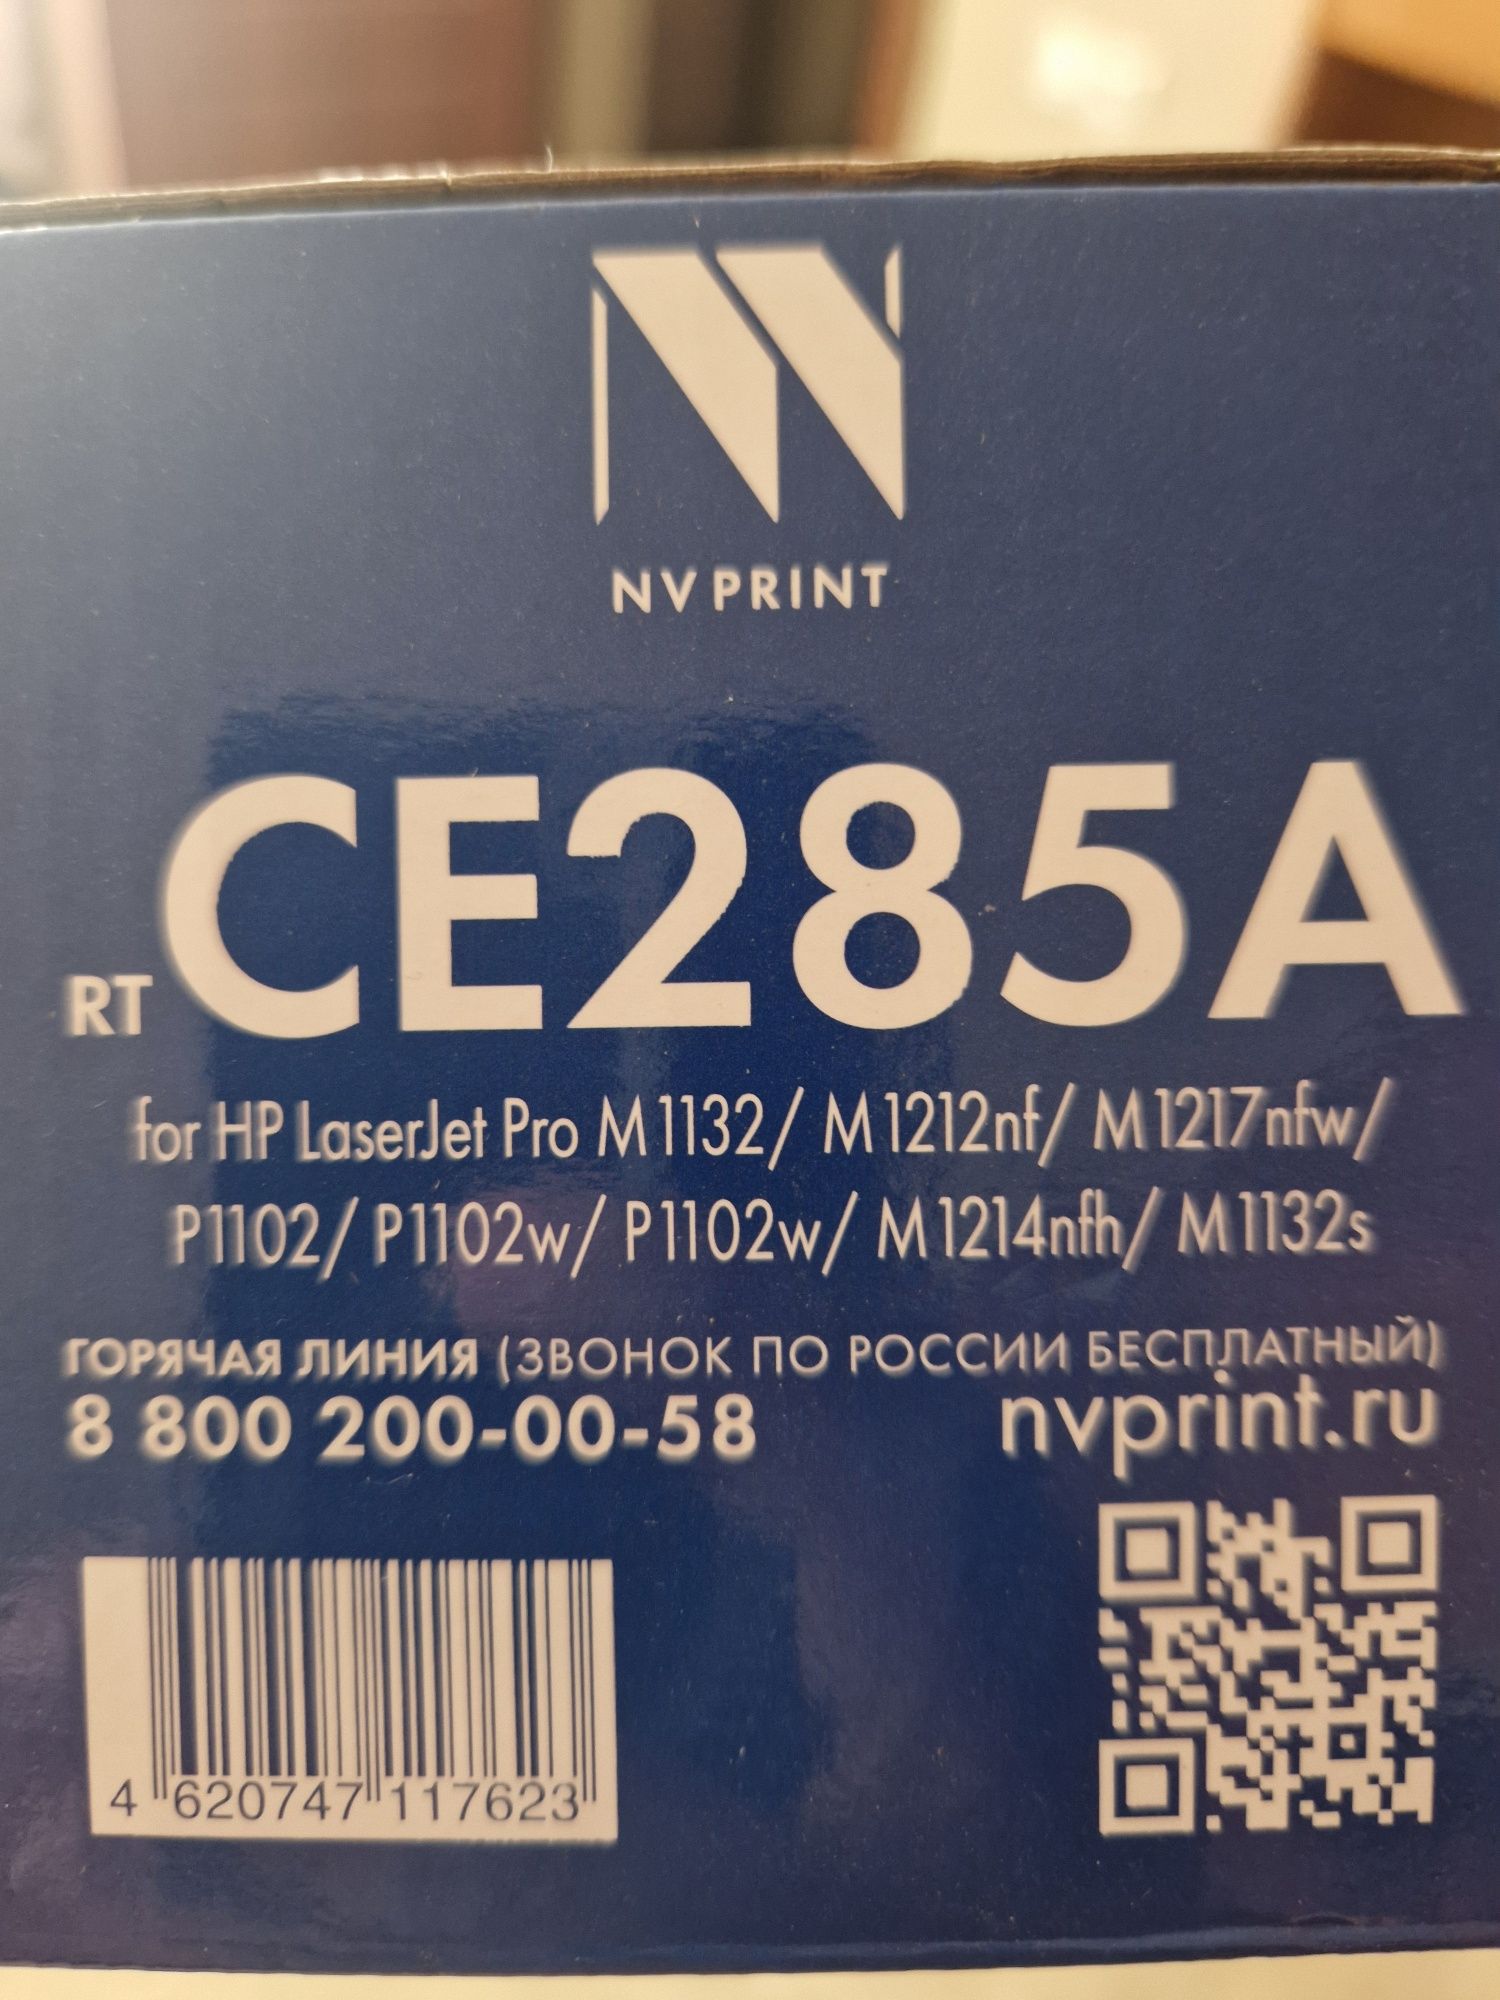 NV PRINT
RT CE285A
for HP LaserJet Pro M1132/ M1212nf/ M1217nfw/
P1102/ P1102w/ P1102w/ M1214nfh/ M1132s
ГОРЯЧАЯ ЛИНИЯ (ЗВОНОК ПО РОССИИ БЕСПЛАТНЫЙ)
8 800 200-00-58 nvprint.ru
4 620747 117623